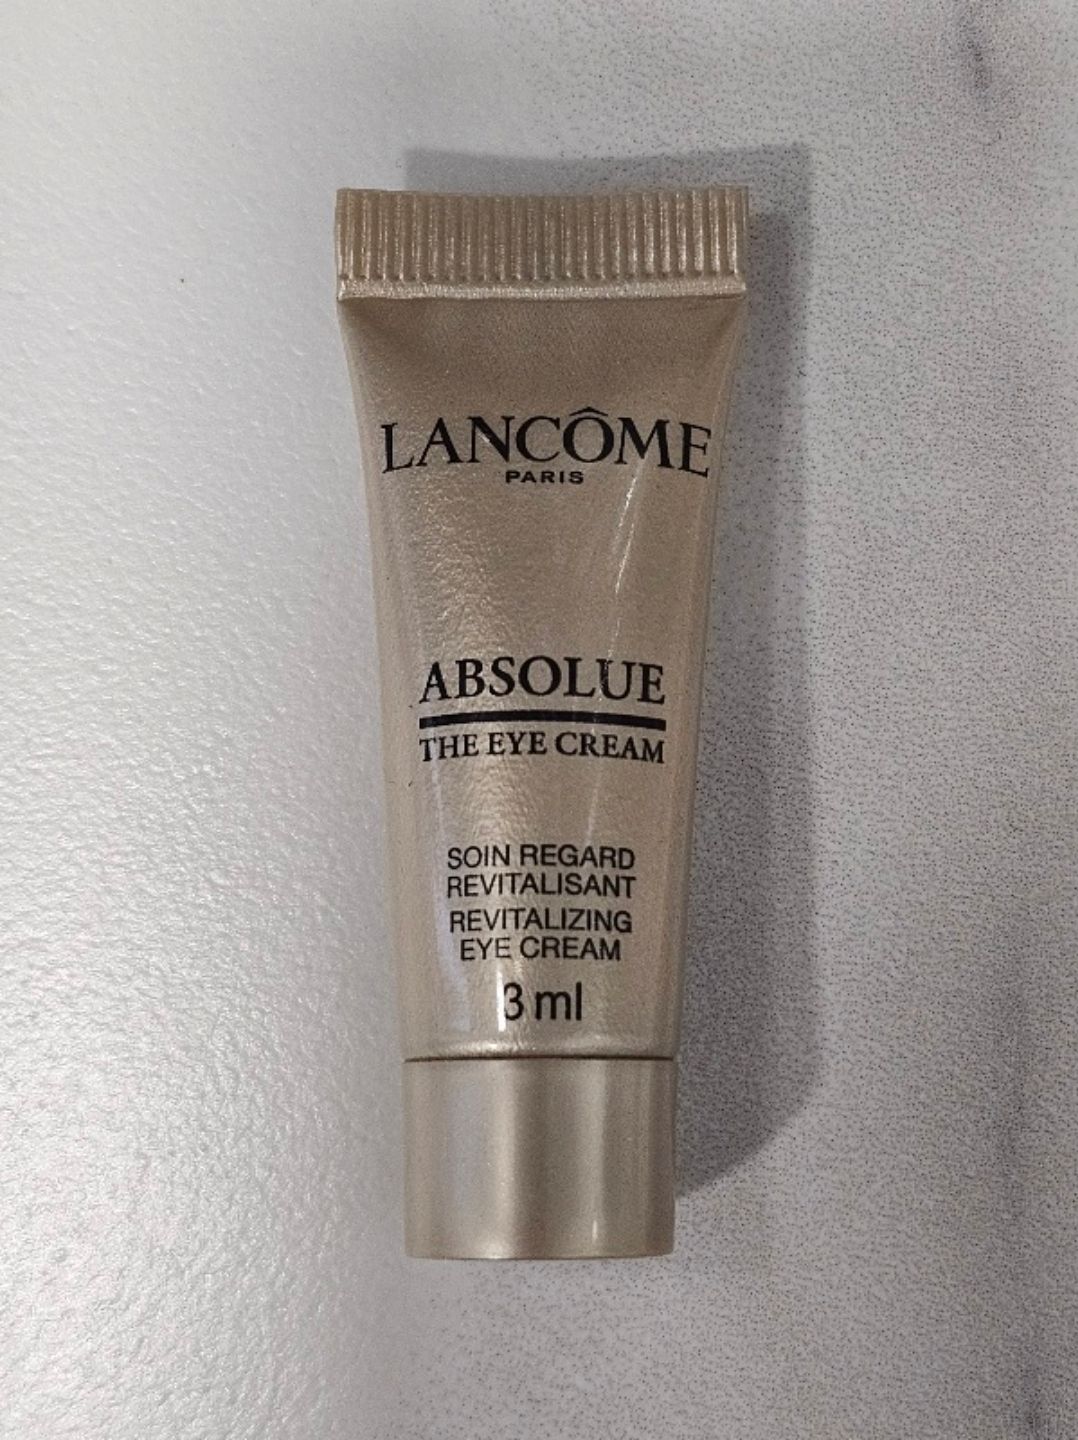 LANCÔME
PARIS
ABSOLUE
THE EYE CREAM
SOIN REGARD
REVITALISANT
REVITALIZING
EYE CREAM
3 ml